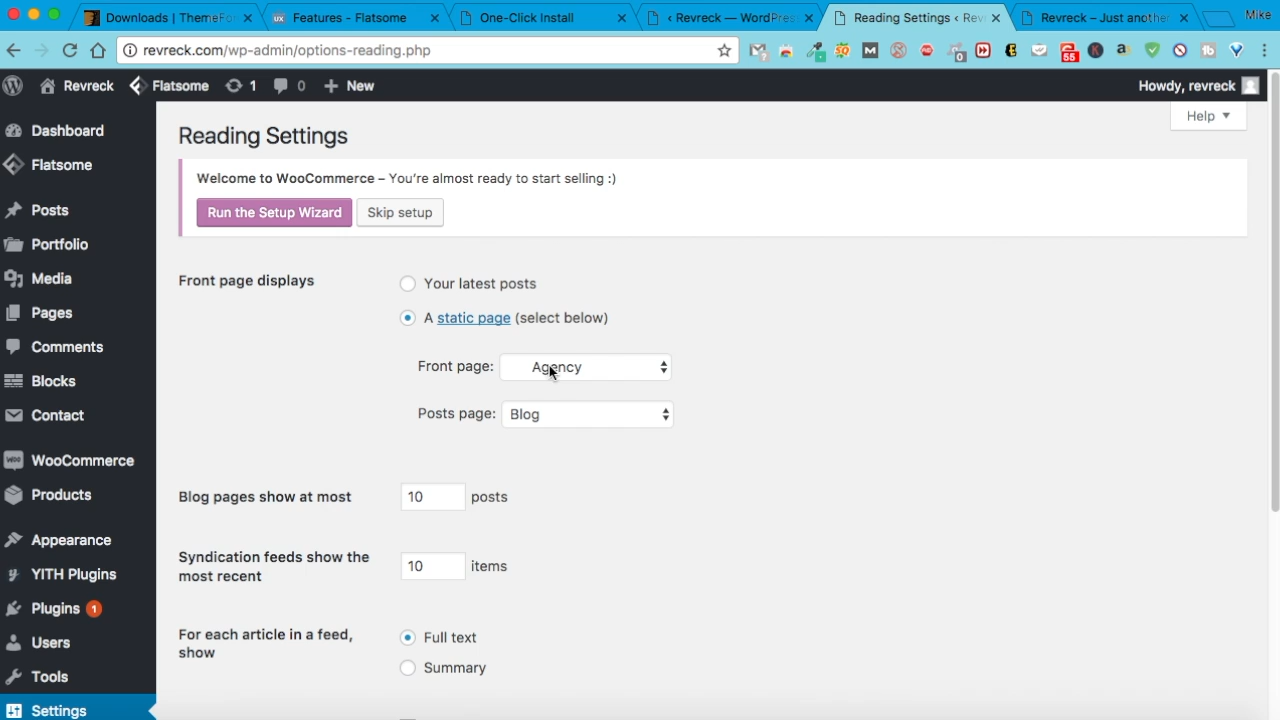 Downloads | ThemeFo
Features - Flatsome
One-Click Install
‹ Revreck — WordPres
Reading Settings ‹ Rev
Revreck – Just another
Mike
revreck.com/wp-admin/options-reading.php
0
55
Revreck
Flatsome
1
0
New
Howdy, revreck
Dashboard
Flatsome
Posts
Portfolio
Media
Pages
Comments
Blocks
Contact
WooCommerce
Products
Appearance
YITH Plugins
Plugins 1
Users
Tools
Settings
Help
Reading Settings
Welcome to WooCommerce – You're almost ready to start selling :)
Run the Setup Wizard
Skip setup
Front page displays
Your latest posts
A static page (select below)
Front page: Agency
Posts page: Blog
Blog pages show at most 10 posts
Syndication feeds show the
most recent
10 items
For each article in a feed,
show
Full text
Summary